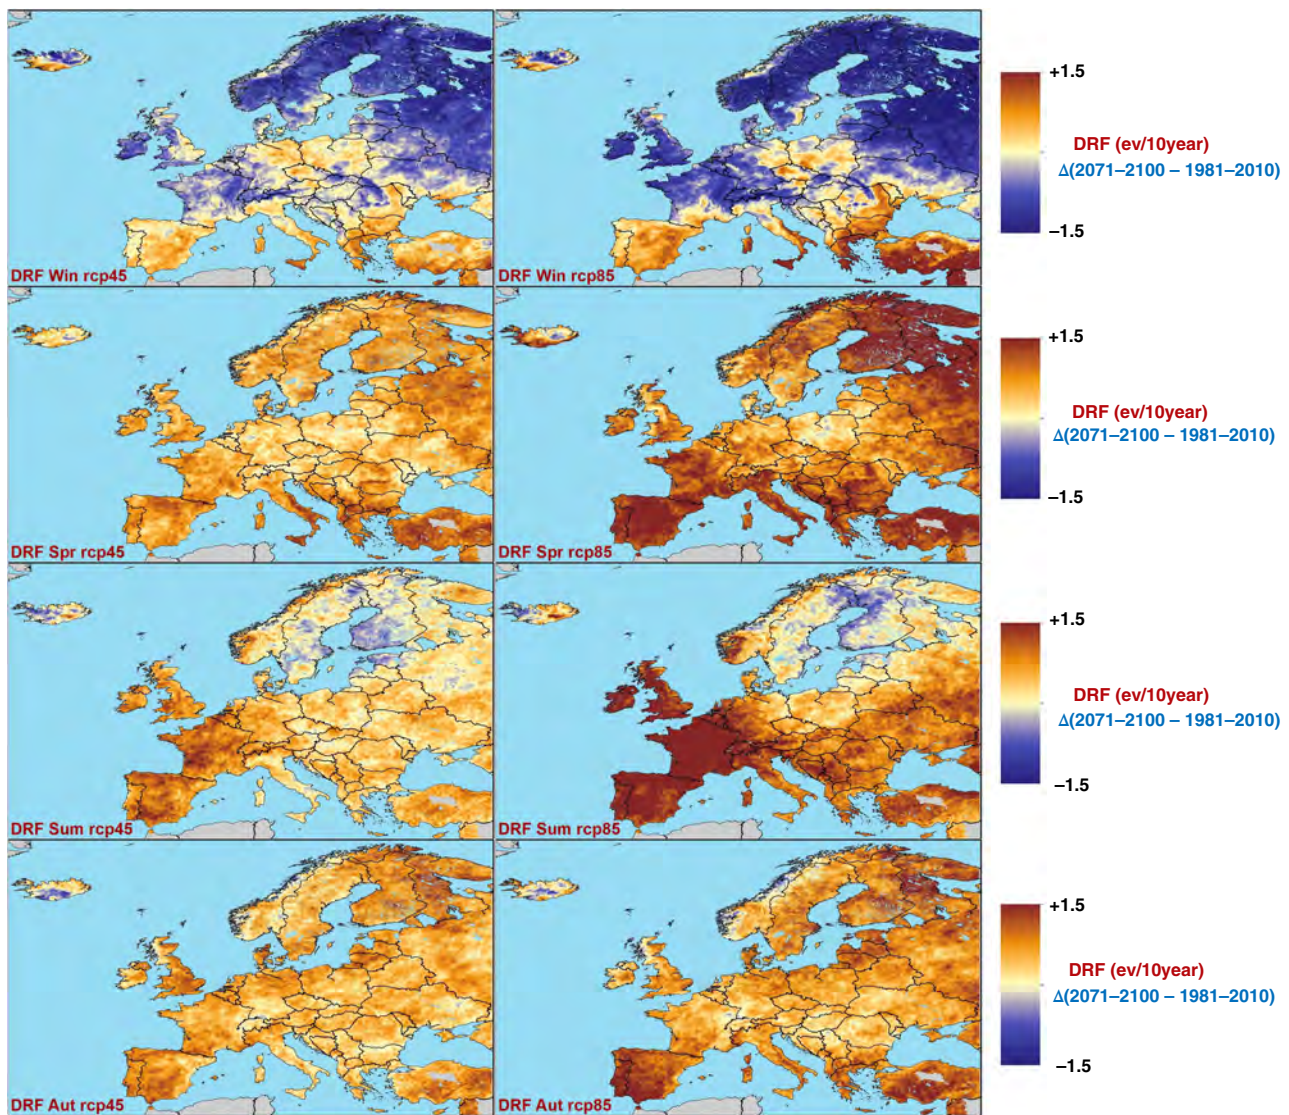 +1.5
DRF (ev/10year)
Δ(2071–2100 – 1981–2010)
–1.5
DRF Win rcp45
DRF Win rcp85
+1.5
DRF (ev/10year)
Δ(2071–2100 – 1981–2010)
–1.5
DRF Spr rcp45
DRF Spr rcp85
+1.5
DRF (ev/10year)
Δ(2071–2100 – 1981–2010)
–1.5
DRF Sum rcp45
DRF Sum rcp85
+1.5
DRF (ev/10year)
Δ(2071–2100 – 1981–2010)
–1.5
DRF Aut rcp45
DRF Aut rcp85